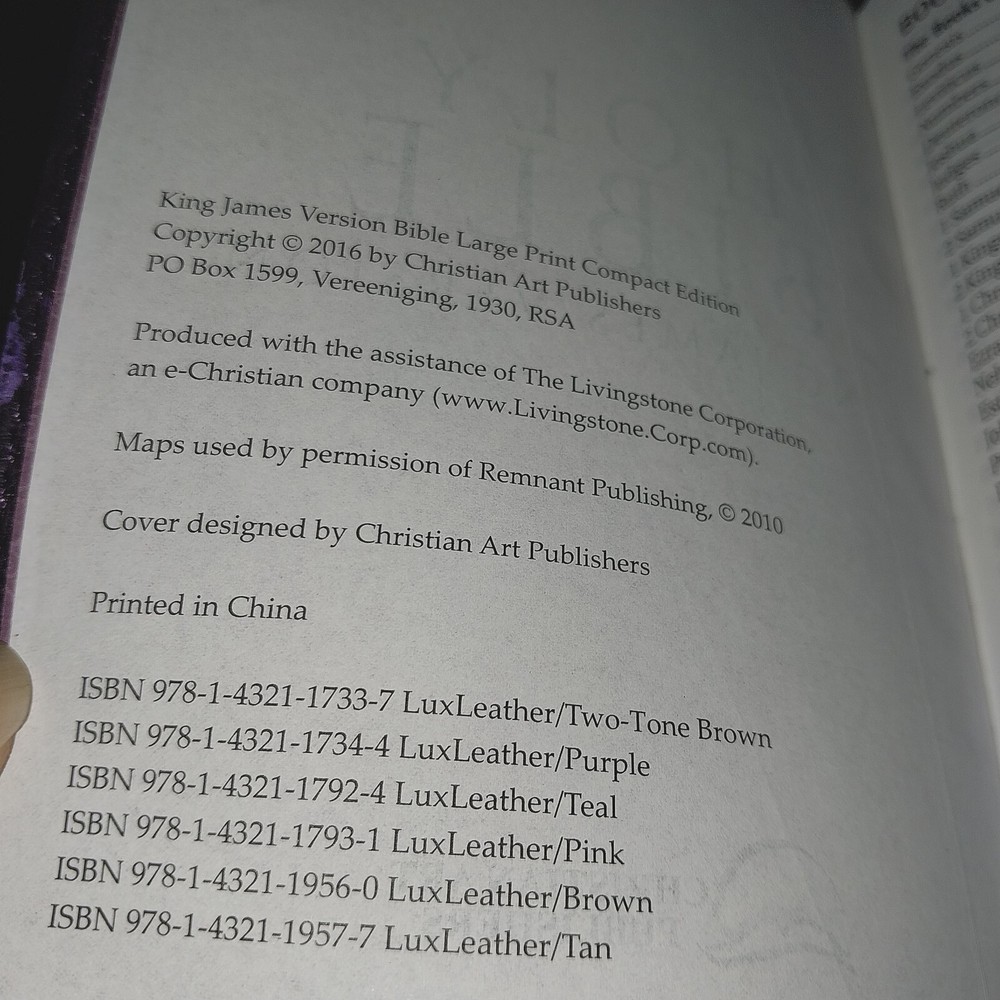 King James Version Bible Large Print Compact Edition
Copyright © 2016 by Christian Art Publishers
PO Box 1599, Vereeniging, 1930, RSA
Produced with the assistance of The Livingstone Corporation,
an e-Christian company (www.Livingstone.Corp.com).
Maps used by permission of Remnant Publishing, © 2010
Cover designed by Christian Art Publishers
Printed in China
ISBN 978-1-4321-1733-7 LuxLeather/Two-Tone Brown
ISBN 978-1-4321-1734-4 LuxLeather/Purple
ISBN 978-1-4321-1792-4 LuxLeather/Teal
ISBN 978-1-4321-1793-1 LuxLeather/Pink
ISBN 978-1-4321-1956-0 LuxLeather/Brown
ISBN 978-1-4321-1957-7 LuxLeather/Tan